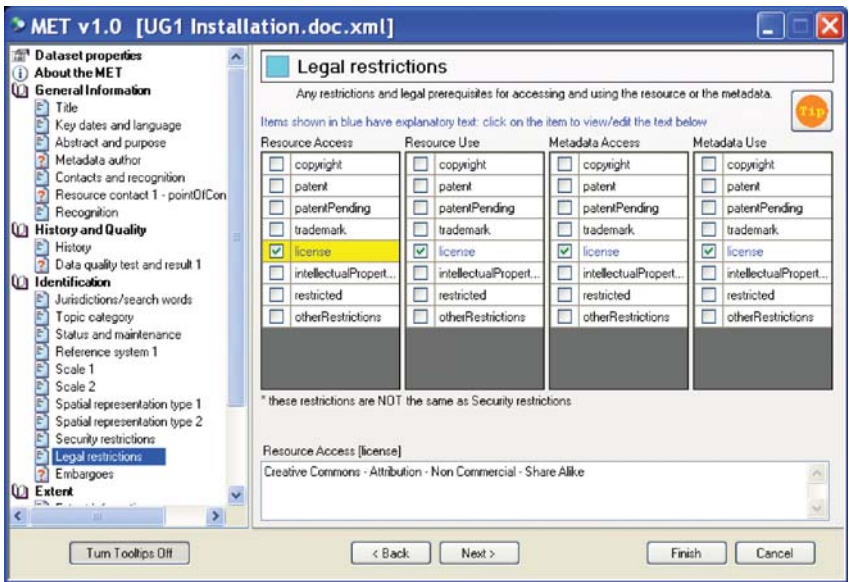 MET v1.0 [UG1 Installation.doc.xml]
Dataset properties
About the MET
General Information
Title
Key dates and language
Abstract and purpose
Metadata author
Contacts and recognition
Resource contact 1 - pointOfCon
Recognition
History and Quality
History
Data quality test and result 1
Identification
Jurisdictions/search words
Topic category
Status and maintenance
Reference system 1
Scale 1
Scale 2
Spatial representation type 1
Spatial representation type 2
Security restrictions
Legal restrictions
Embargoes
Extent
Legal restrictions
Any restrictions and legal prerequisites for accessing and using the resource or the metadata.
Tip
Items shown in blue have explanatory text: click on the item to view/edit the text below
Resource Access Resource Use Metadata Access Metadata Use
copyright copyright copyright copyright
patent patent patent patent
patentPending patentPending patentPending patentPending
trademark trademark trademark trademark
license license license license
intellectualPropert... intellectualPropert... intellectualPropert... intellectualPropert...
restricted restricted restricted restricted
otherRestrictions otherRestrictions otherRestrictions otherRestrictions
* these restrictions are NOT the same as Security restrictions
Resource Access [license]
Creative Commons - Attribution - Non Commercial - Share Alike
Turn Tooltips Off < Back Next > Finish Cancel